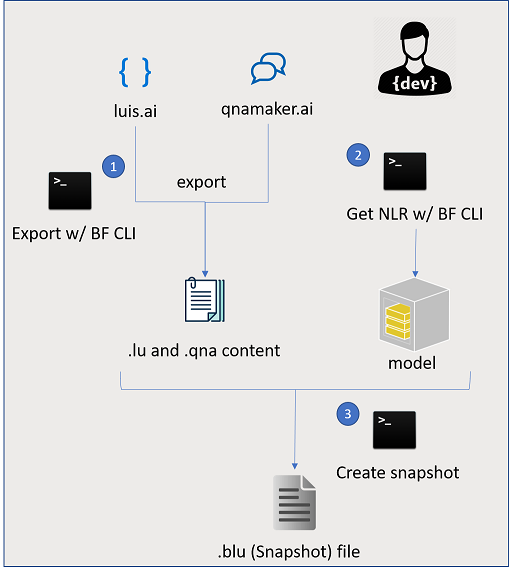 {dev}
{ }
luis.ai
qnamaker.ai
1
>_
export
Export w/ BF CLI
2
>_
Get NLR w/ BF CLI
.lu and .qna content
model
3
>_
Create snapshot
.blu (Snapshot) file